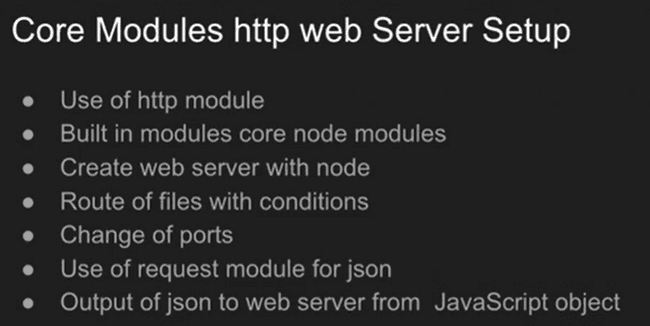 Core Modules http web Server Setup
● Use of http module
● Built in modules core node modules
● Create web server with node
● Route of files with conditions
● Change of ports
● Use of request module for json
● Output of json to web server from JavaScript object